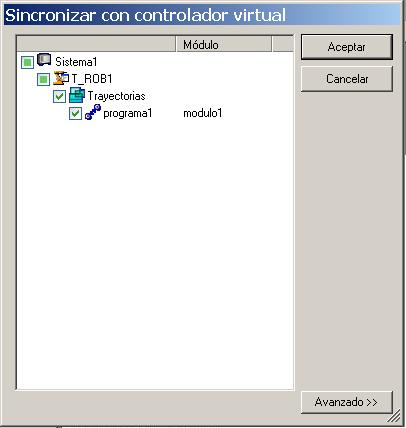 Sincronizar con controlador virtual
Módulo
Aceptar
Sistema1
Cancelar
T_ROB1
Trayectorias
programa1 modulo1
Avanzado >>